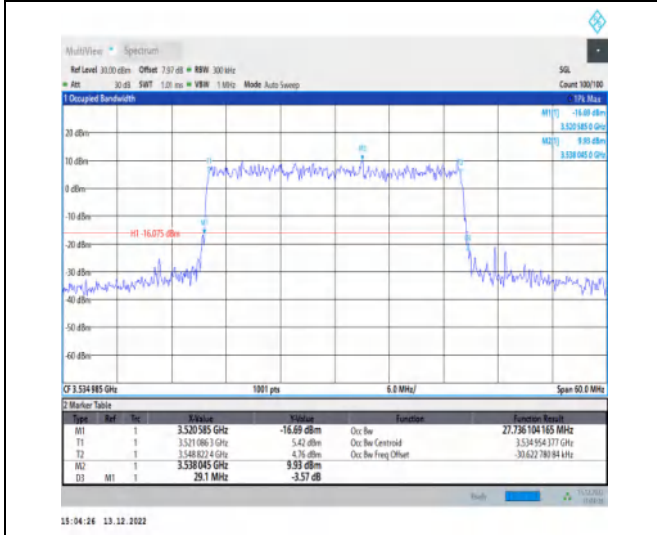 MultiView Spectrum
Ref Level 30.00 dBm Offset 7.97 dB RBW 300 kHz SGL
Att 30 dB SWT 1.01 ms VBW 1 MHz Mode Auto Sweep Count 100/100
1 Occupied Bandwidth 1Pk Max
M1[1] -16.69 dBm
3.520 585 0 GHz
M2[1] 9.93 dBm
3.538 045 0 GHz
20 dBm
10 dBm
0 dBm
-10 dBm
H1 -16.075 dBm
-20 dBm
-30 dBm
-40 dBm
-50 dBm
-60 dBm
CF 3.534 985 GHz 1001 pts 6.0 MHz/ Span 60.0 MHz
2 Marker Table
Type Ref Trc X-Value Y-Value Function Function Result
M1 1 3.520 585 GHz -16.69 dBm Occ Bw 27.736 104 165 MHz
T1 1 3.521 086 3 GHz 5.42 dBm Occ Bw Centroid 3.534 954 377 GHz
T2 1 3.548 822 4 GHz 4.76 dBm Occ Bw Freq Offset -30.622 780 84 kHz
M2 1 3.538 045 GHz 9.93 dBm
D3 M1 1 29.1 MHz -3.57 dB
Ready
15:04:26 13.12.2022